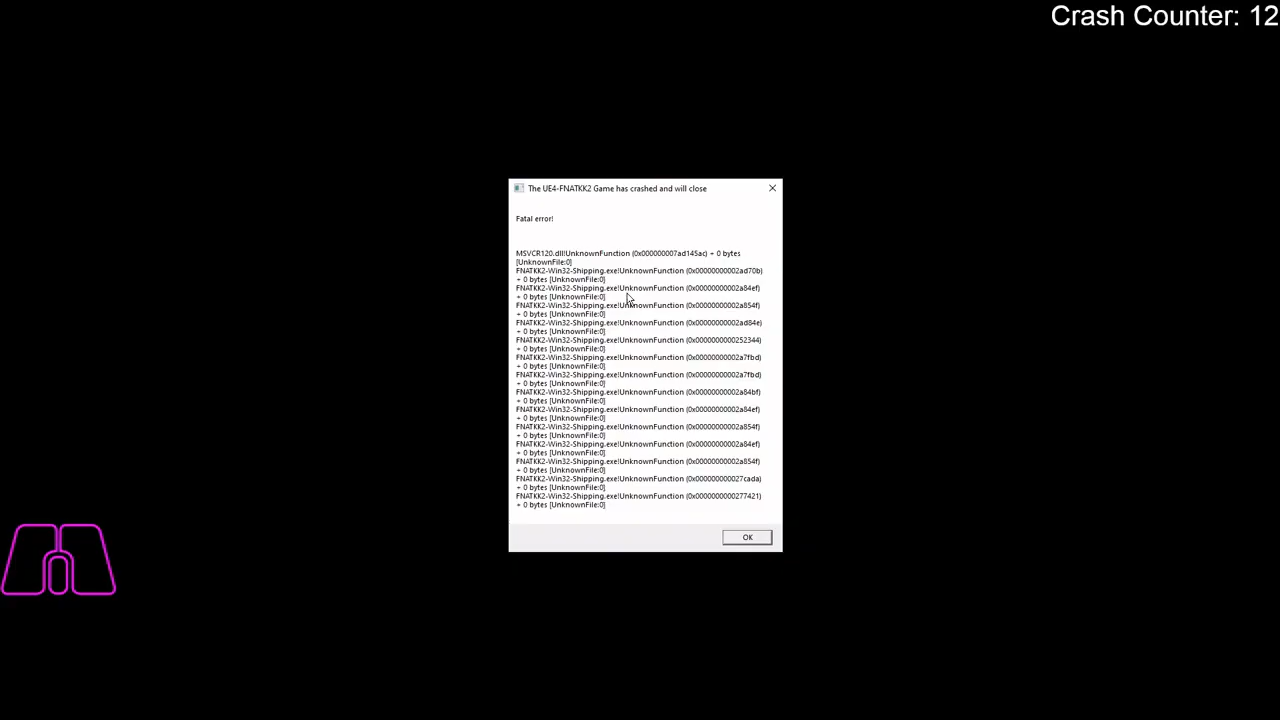 Crash Counter: 12
The UE4-FNATKK2 Game has crashed and will close
Fatal error!
MSVCR120.dll!UnknownFunction (0x000000007ad145ac) + 0 bytes
[UnknownFile:0]
FNATKK2-Win32-Shipping.exe!UnknownFunction (0x00000000002ad70b)
+ 0 bytes [UnknownFile:0]
FNATKK2-Win32-Shipping.exe!UnknownFunction (0x00000000002a84ef)
+ 0 bytes [UnknownFile:0]
FNATKK2-Win32-Shipping.exe!UnknownFunction (0x00000000002a854f)
+ 0 bytes [UnknownFile:0]
FNATKK2-Win32-Shipping.exe!UnknownFunction (0x00000000002ad84e)
+ 0 bytes [UnknownFile:0]
FNATKK2-Win32-Shipping.exe!UnknownFunction (0x0000000000252344)
+ 0 bytes [UnknownFile:0]
FNATKK2-Win32-Shipping.exe!UnknownFunction (0x00000000002a7fbd)
+ 0 bytes [UnknownFile:0]
FNATKK2-Win32-Shipping.exe!UnknownFunction (0x00000000002a7fbd)
+ 0 bytes [UnknownFile:0]
FNATKK2-Win32-Shipping.exe!UnknownFunction (0x00000000002a84bf)
+ 0 bytes [UnknownFile:0]
FNATKK2-Win32-Shipping.exe!UnknownFunction (0x00000000002a84ef)
+ 0 bytes [UnknownFile:0]
FNATKK2-Win32-Shipping.exe!UnknownFunction (0x00000000002a854f)
+ 0 bytes [UnknownFile:0]
FNATKK2-Win32-Shipping.exe!UnknownFunction (0x00000000002a84ef)
+ 0 bytes [UnknownFile:0]
FNATKK2-Win32-Shipping.exe!UnknownFunction (0x00000000002a854f)
+ 0 bytes [UnknownFile:0]
FNATKK2-Win32-Shipping.exe!UnknownFunction (0x000000000027cada)
+ 0 bytes [UnknownFile:0]
FNATKK2-Win32-Shipping.exe!UnknownFunction (0x0000000000277421)
+ 0 bytes [UnknownFile:0]
OK